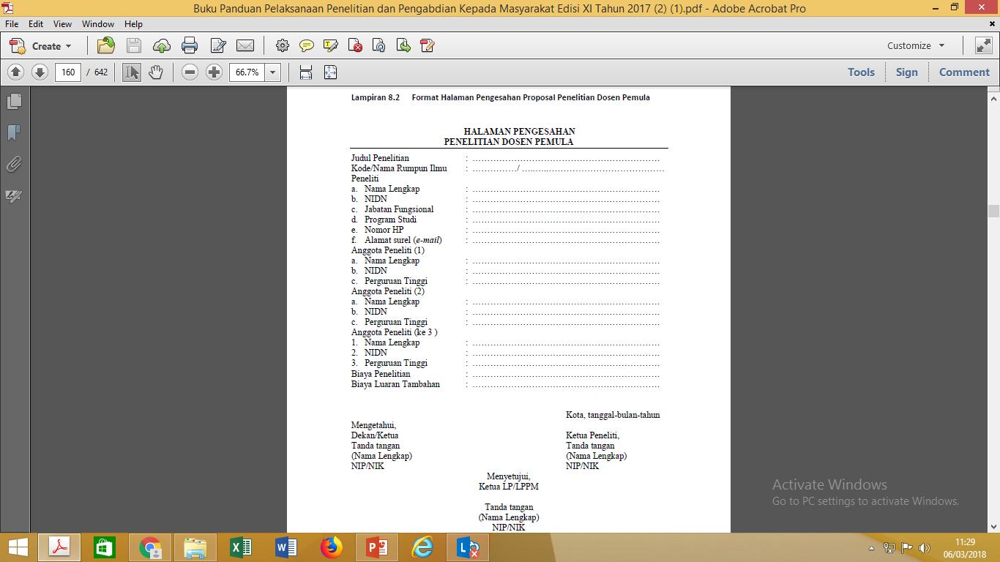 Buku Panduan Pelaksanaan Penelitian dan Pengabdian Kepada Masyarakat Edisi XI Tahun 2017 (2) (1).pdf - Adobe Acrobat Pro
File Edit View Window Help
Create Customize
160 / 642 66.7% Tools Sign Comment
Lampiran 8.2 Format Halaman Pengesahan Proposal Penelitian Dosen Pemula
HALAMAN PENGESAHAN
PENELITIAN DOSEN PEMULA
Judul Penelitian : ................................................................
Kode/Nama Rumpun Ilmu : ............... / ................................................
Peneliti
a. Nama Lengkap : ................................................................
b. NIDN : ................................................................
c. Jabatan Fungsional : ................................................................
d. Program Studi : ................................................................
e. Nomor HP : ................................................................
f. Alamat surel (e-mail) : ................................................................
Anggota Peneliti (1)
a. Nama Lengkap : ................................................................
b. NIDN : ................................................................
c. Perguruan Tinggi : ................................................................
Anggota Peneliti (2)
a. Nama Lengkap : ................................................................
b. NIDN : ................................................................
c. Perguruan Tinggi : ................................................................
Anggota Peneliti (ke 3 )
1. Nama Lengkap : ................................................................
2. NIDN : ................................................................
3. Perguruan Tinggi : ................................................................
Biaya Penelitian : ................................................................
Biaya Luaran Tambahan : ................................................................
Kota, tanggal-bulan-tahun
Mengetahui,
Dekan/Ketua Ketua Peneliti,
Tanda tangan Tanda tangan
(Nama Lengkap) (Nama Lengkap)
NIP/NIK NIP/NIK
Menyetujui,
Ketua LP/LPPM
Tanda tangan
(Nama Lengkap)
NIP/NIK
Activate Windows
Go to PC settings to activate Windows.
11:29
06/03/2018